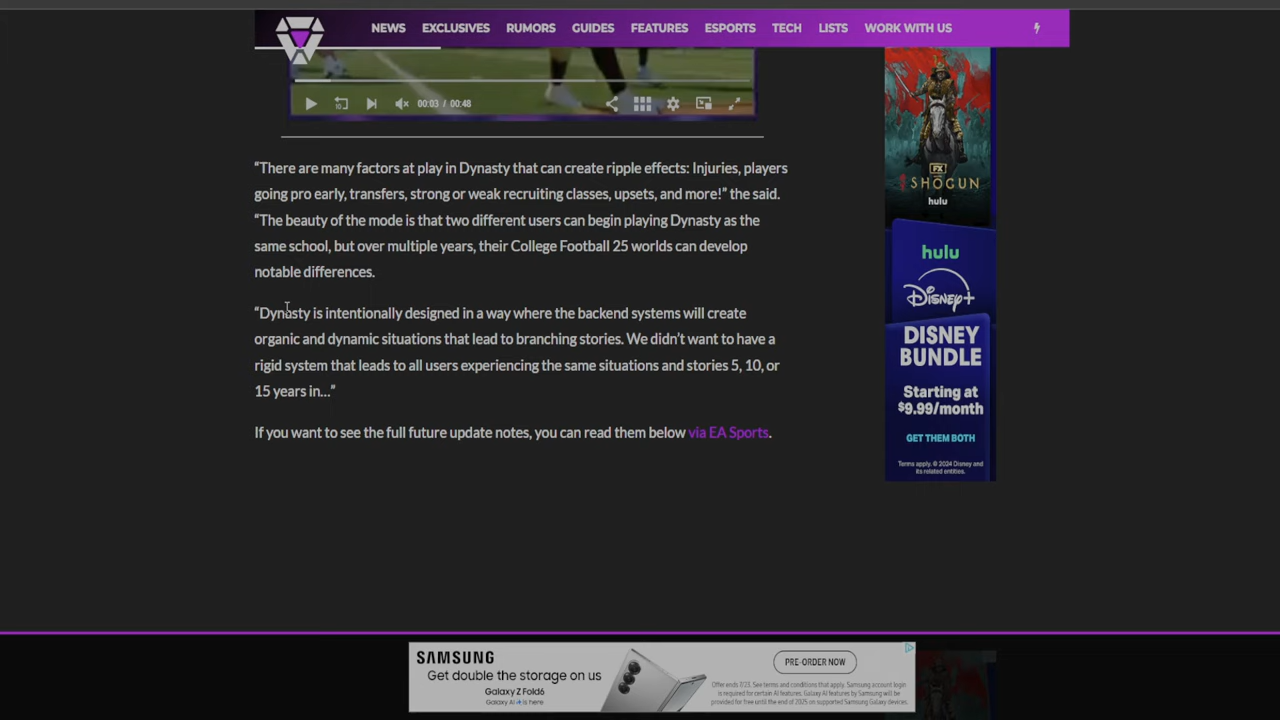 NEWS EXCLUSIVES RUMORS GUIDES FEATURES ESPORTS TECH LISTS WORK WITH US
10
00:03 / 00:48
“There are many factors at play in Dynasty that can create ripple effects: Injuries, players
going pro early, transfers, strong or weak recruiting classes, upsets, and more!” the said.
“The beauty of the mode is that two different users can begin playing Dynasty as the
same school, but over multiple years, their College Football 25 worlds can develop
notable differences.
“Dynasty is intentionally designed in a way where the backend systems will create
organic and dynamic situations that lead to branching stories. We didn’t want to have a
rigid system that leads to all users experiencing the same situations and stories 5, 10, or
15 years in…”
If you want to see the full future update notes, you can read them below via EA Sports.
FX
SHŌGUN
hulu
hulu
Disney+
DISNEY
BUNDLE
Starting at
$9.99/month
GET THEM BOTH
Terms apply. © 2024 Disney and
its related entities.
SAMSUNG
Get double the storage on us
Galaxy Z Fold6
Galaxy AI is here
PRE-ORDER NOW
Offer ends 7/23. See terms and conditions that apply. Samsung account login
is required for certain AI features. Galaxy AI features by Samsung will be
provided for free until the end of 2025 on supported Samsung Galaxy devices.